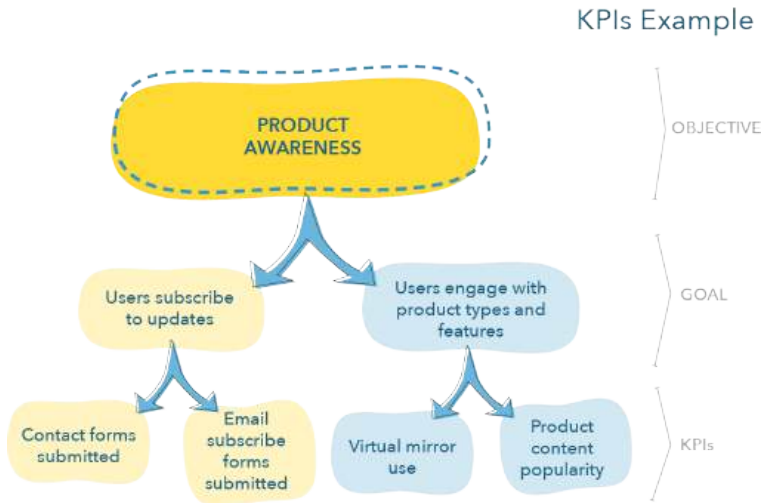 KPIs Example
PRODUCT
AWARENESS
OBJECTIVE
Users subscribe
to updates
Users engage with
product types and
features
GOAL
Contact forms
submitted
Email
subscribe
forms
submitted
Virtual mirror
use
Product
content
popularity
KPIs